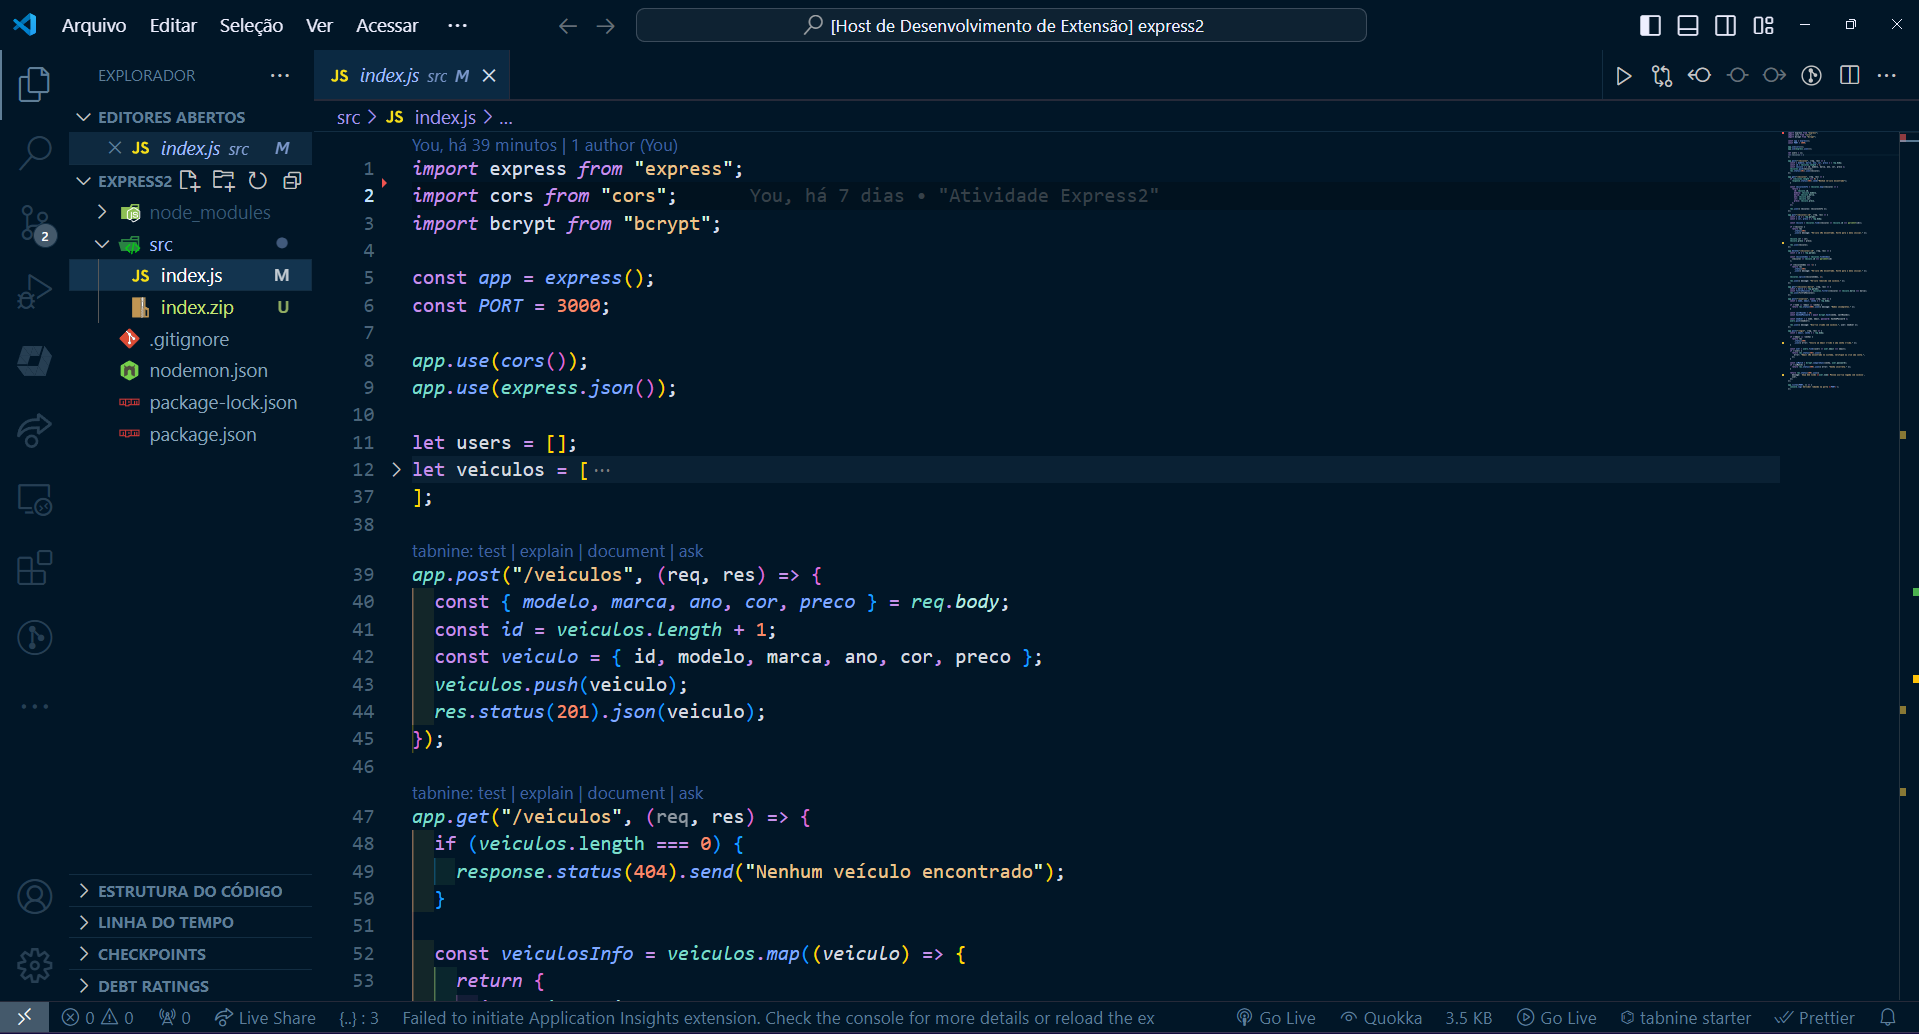 Arquivo Editar Seleção Ver Acessar ··· [Host de Desenvolvimento de Extensão] express2
EXPLORADOR ···
JS index.js src M
EDITORES ABERTOS
JS index.js src M
EXPRESS2
node_modules
src
JS index.js M
index.zip U
.gitignore
nodemon.json
package-lock.json
package.json
ESTRUTURA DO CÓDIGO
LINHA DO TEMPO
CHECKPOINTS
DEBT RATINGS
2
src > JS index.js > ...
You, há 39 minutos | 1 author (You)
1 import express from "express";
2 import cors from "cors"; You, há 7 dias • "Atividade Express2"
3 import bcrypt from "bcrypt";
4
5 const app = express();
6 const PORT = 3000;
7
8 app.use(cors());
9 app.use(express.json());
10
11 let users = [];
12 let veiculos = [ ···
37 ];
38
tabnine: test | explain | document | ask
39 app.post("/veiculos", (req, res) => {
40 const { modelo, marca, ano, cor, preco } = req.body;
41 const id = veiculos.length + 1;
42 const veiculo = { id, modelo, marca, ano, cor, preco };
43 veiculos.push(veiculo);
44 res.status(201).json(veiculo);
45 });
46
tabnine: test | explain | document | ask
47 app.get("/veiculos", (req, res) => {
48 if (veiculos.length === 0) {
49 response.status(404).send("Nenhum veículo encontrado");
50 }
51
52 const veiculosInfo = veiculos.map((veiculo) => {
53 return {
0 0 0 Live Share {..} : 3 Failed to initiate Application Insights extension. Check the console for more details or reload the ex Go Live Quokka 3.5 KB Go Live tabnine starter Prettier